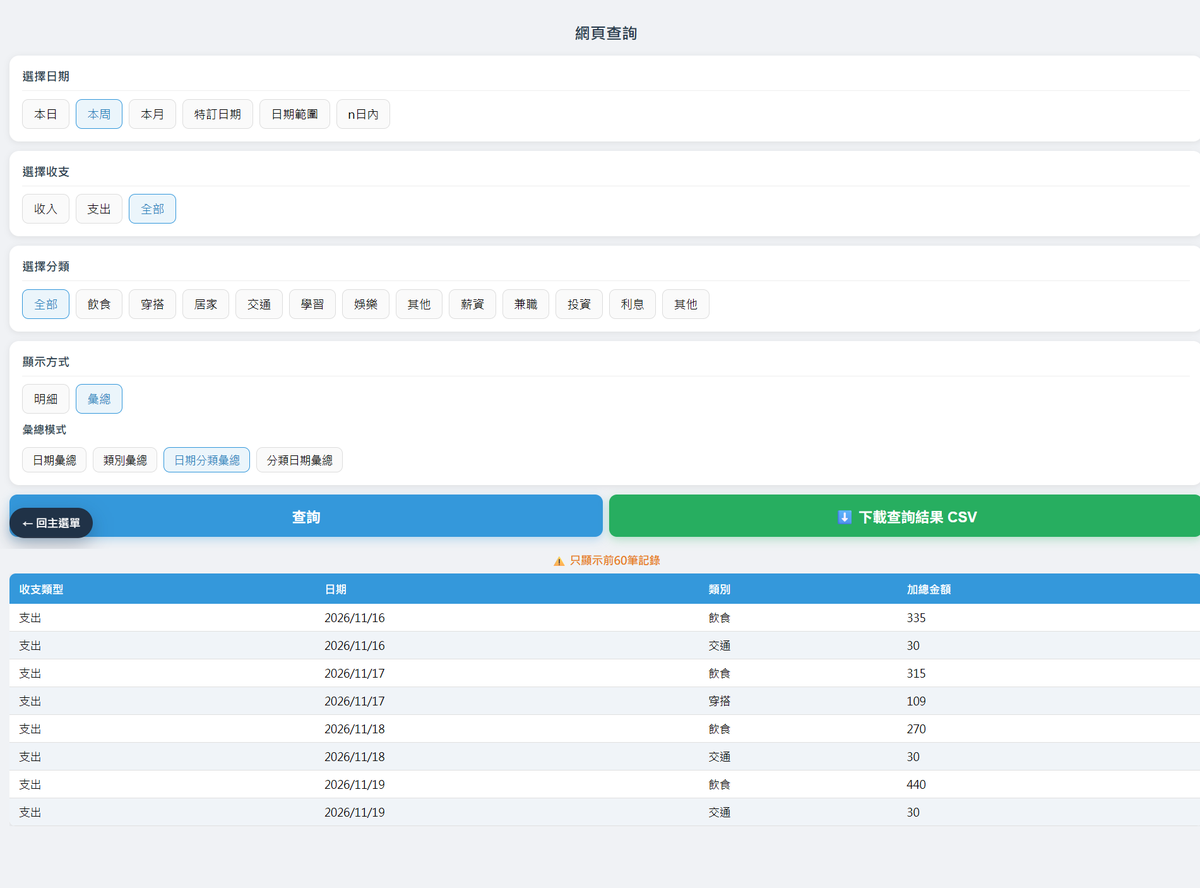 網頁查詢
選擇日期
本日 本周 本月 特訂日期 日期範圍 n日內
選擇收支
收入 支出 全部
選擇分類
全部 飲食 穿搭 居家 交通 學習 娛樂 其他 薪資 兼職 投資 利息 其他
顯示方式
明細 彙總
彙總模式
日期彙總 類別彙總 日期分類彙總 分類日期彙總
←回主選單 查詢 ⬇️ 下載查詢結果 CSV
⚠️ 只顯示前60筆記錄
收支類型 日期 類別 加總金額
支出 2026/11/16 飲食 335
支出 2026/11/16 交通 30
支出 2026/11/17 飲食 315
支出 2026/11/17 穿搭 109
支出 2026/11/18 飲食 270
支出 2026/11/18 交通 30
支出 2026/11/19 飲食 440
支出 2026/11/19 交通 30